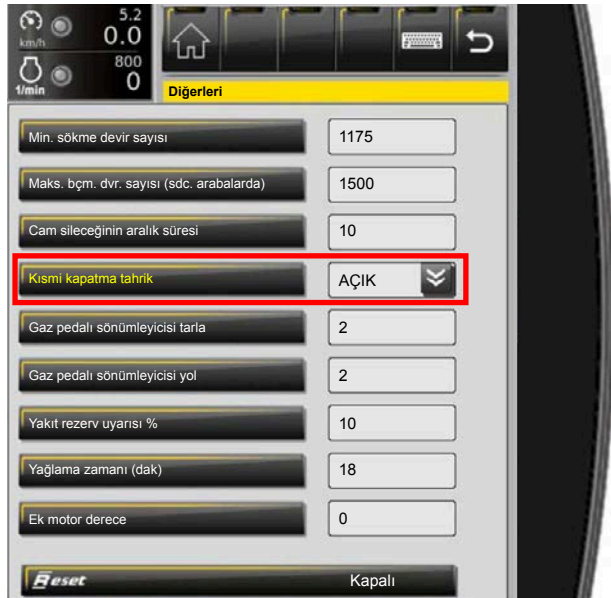 5.2
km/h 0.0
800
1/min 0
Diğerleri
Min. sökme devir sayısı 1175
Maks. bçm. dvr. sayısı (sdc. arabalarda) 1500
Cam sileceğinin aralık süresi 10
Kısmi kapatma tahrik AÇIK
Gaz pedalı sönümleyicisi tarla 2
Gaz pedalı sönümleyicisi yol 2
Yakıt rezerv uyarısı % 10
Yağlama zamanı (dak) 18
Ek motor derece 0
Reset Kapalı